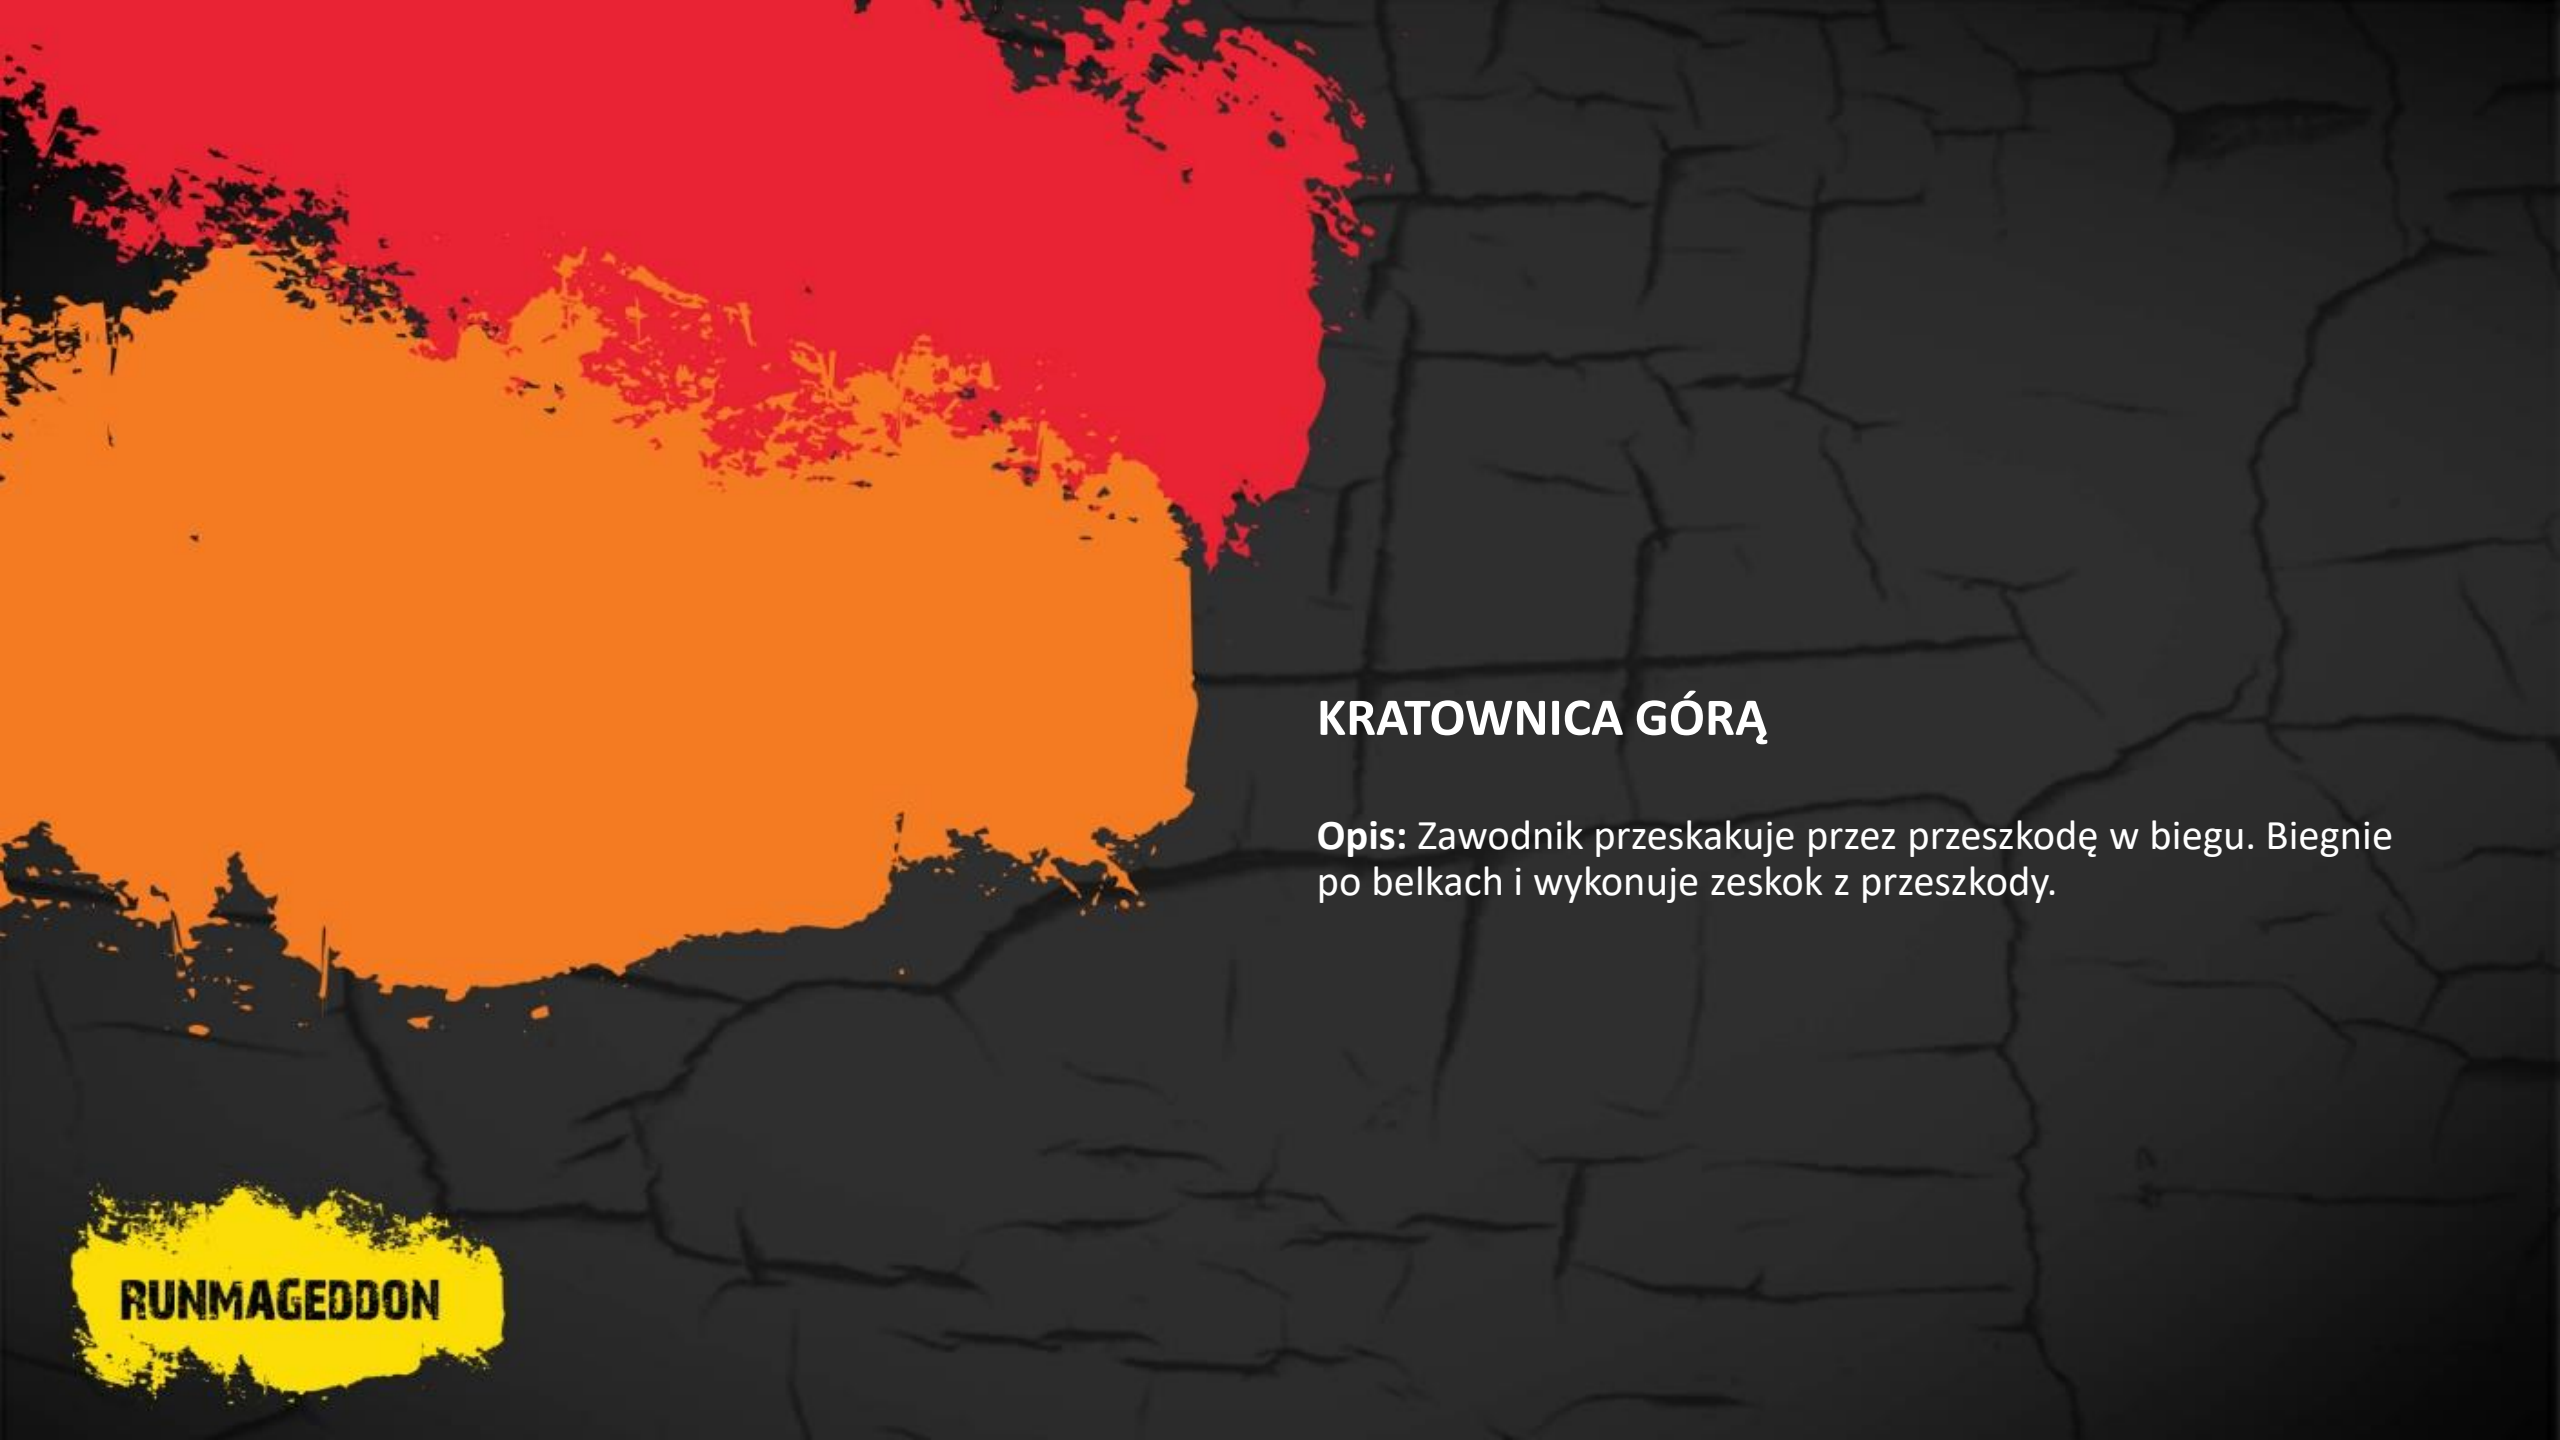 KRATOWNICA GÓRĄ
Opis: Zawodnik przeskakuje przez przeszkodę w biegu. Biegnie
po belkach i wykonuje zeskok z przeszkody.
RUNMAGEDDON